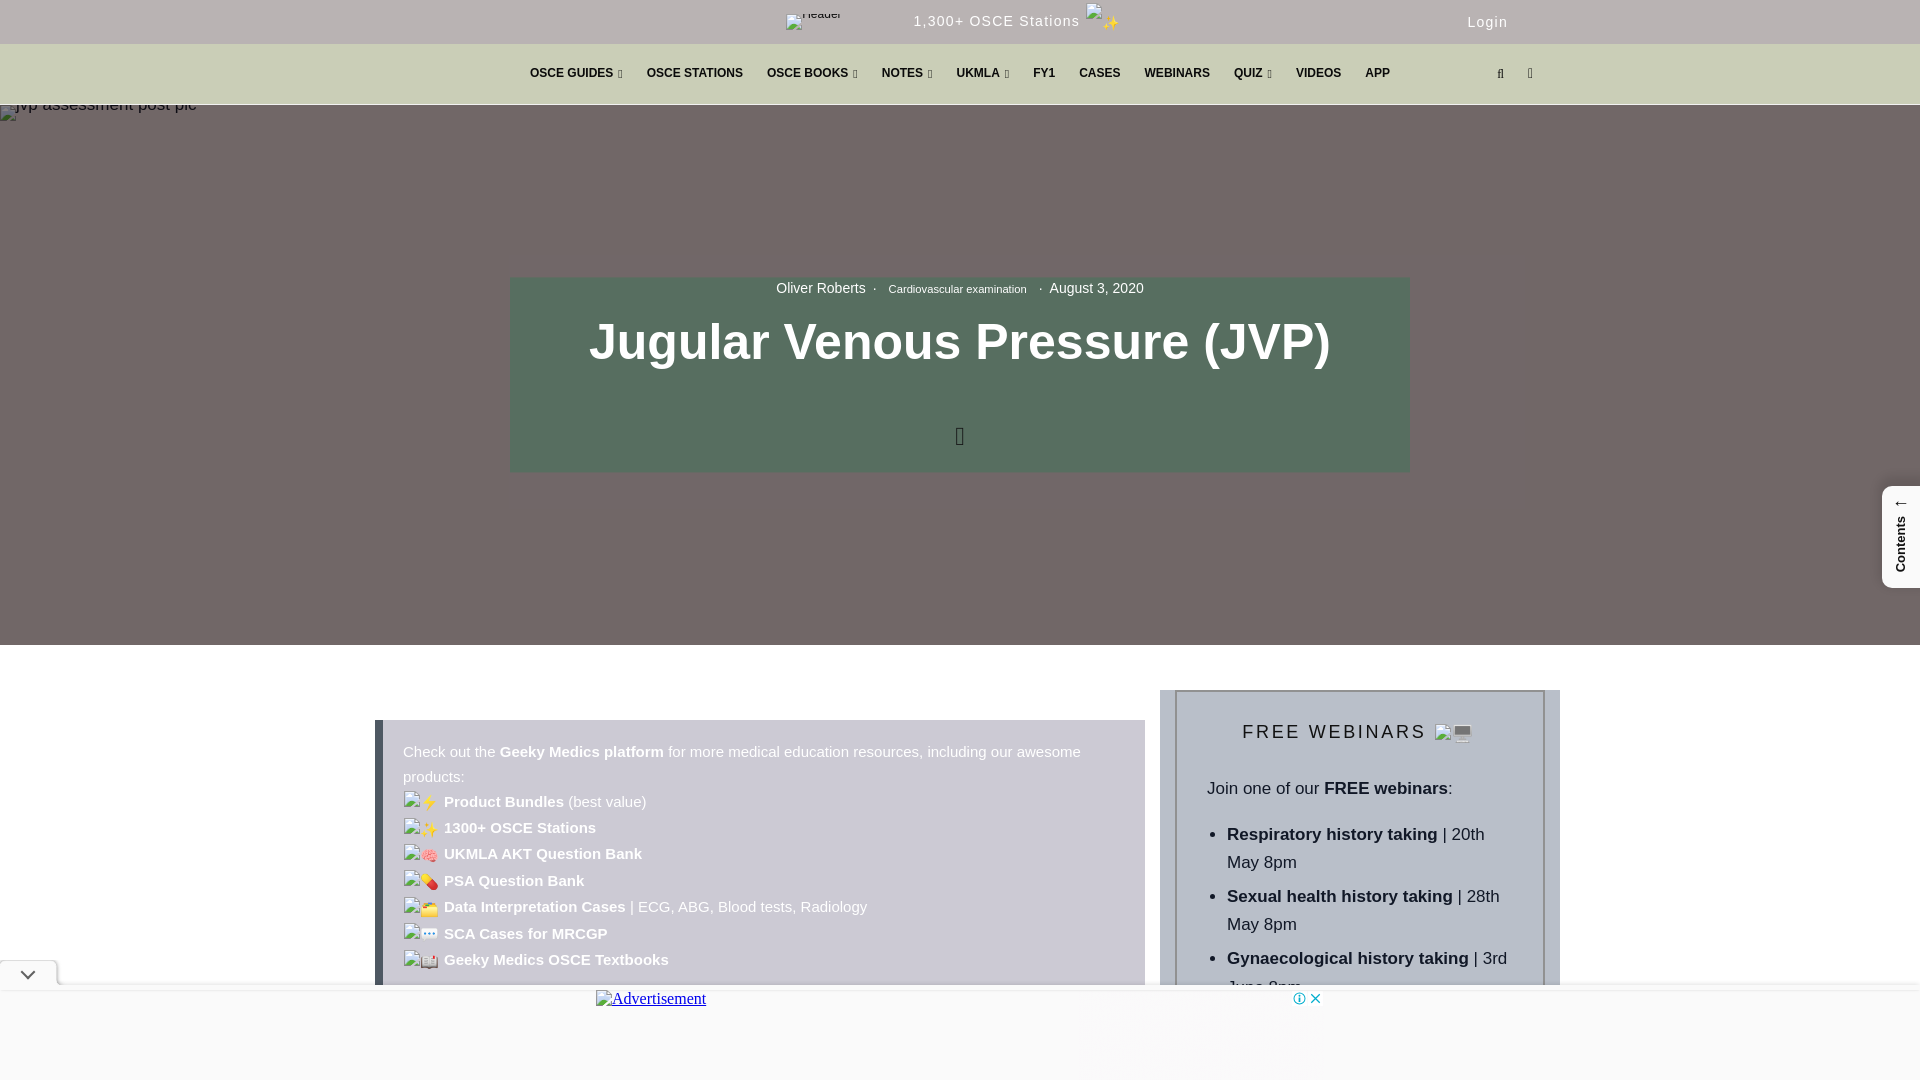 Header
1,300+ OSCE Stations ✨
Login
OSCE GUIDES
OSCE STATIONS
OSCE BOOKS
NOTES
UKMLA
FY1
CASES
WEBINARS
QUIZ
VIDEOS
APP
jvp assessment post pic
Oliver Roberts · Cardiovascular examination · August 3, 2020
Jugular Venous Pressure (JVP)
← Contents
Check out the Geeky Medics platform for more medical education resources, including our awesome
products:
⚡ Product Bundles (best value)
✨ 1300+ OSCE Stations
🧠 UKMLA AKT Question Bank
💊 PSA Question Bank
🗂️ Data Interpretation Cases | ECG, ABG, Blood tests, Radiology
💬 SCA Cases for MRCGP
📖 Geeky Medics OSCE Textbooks
FREE WEBINARS 🖥️
Join one of our FREE webinars:
• Respiratory history taking | 20th
May 8pm
• Sexual health history taking | 28th
May 8pm
• Gynaecological history taking | 3rd
June 8pm
Advertisement